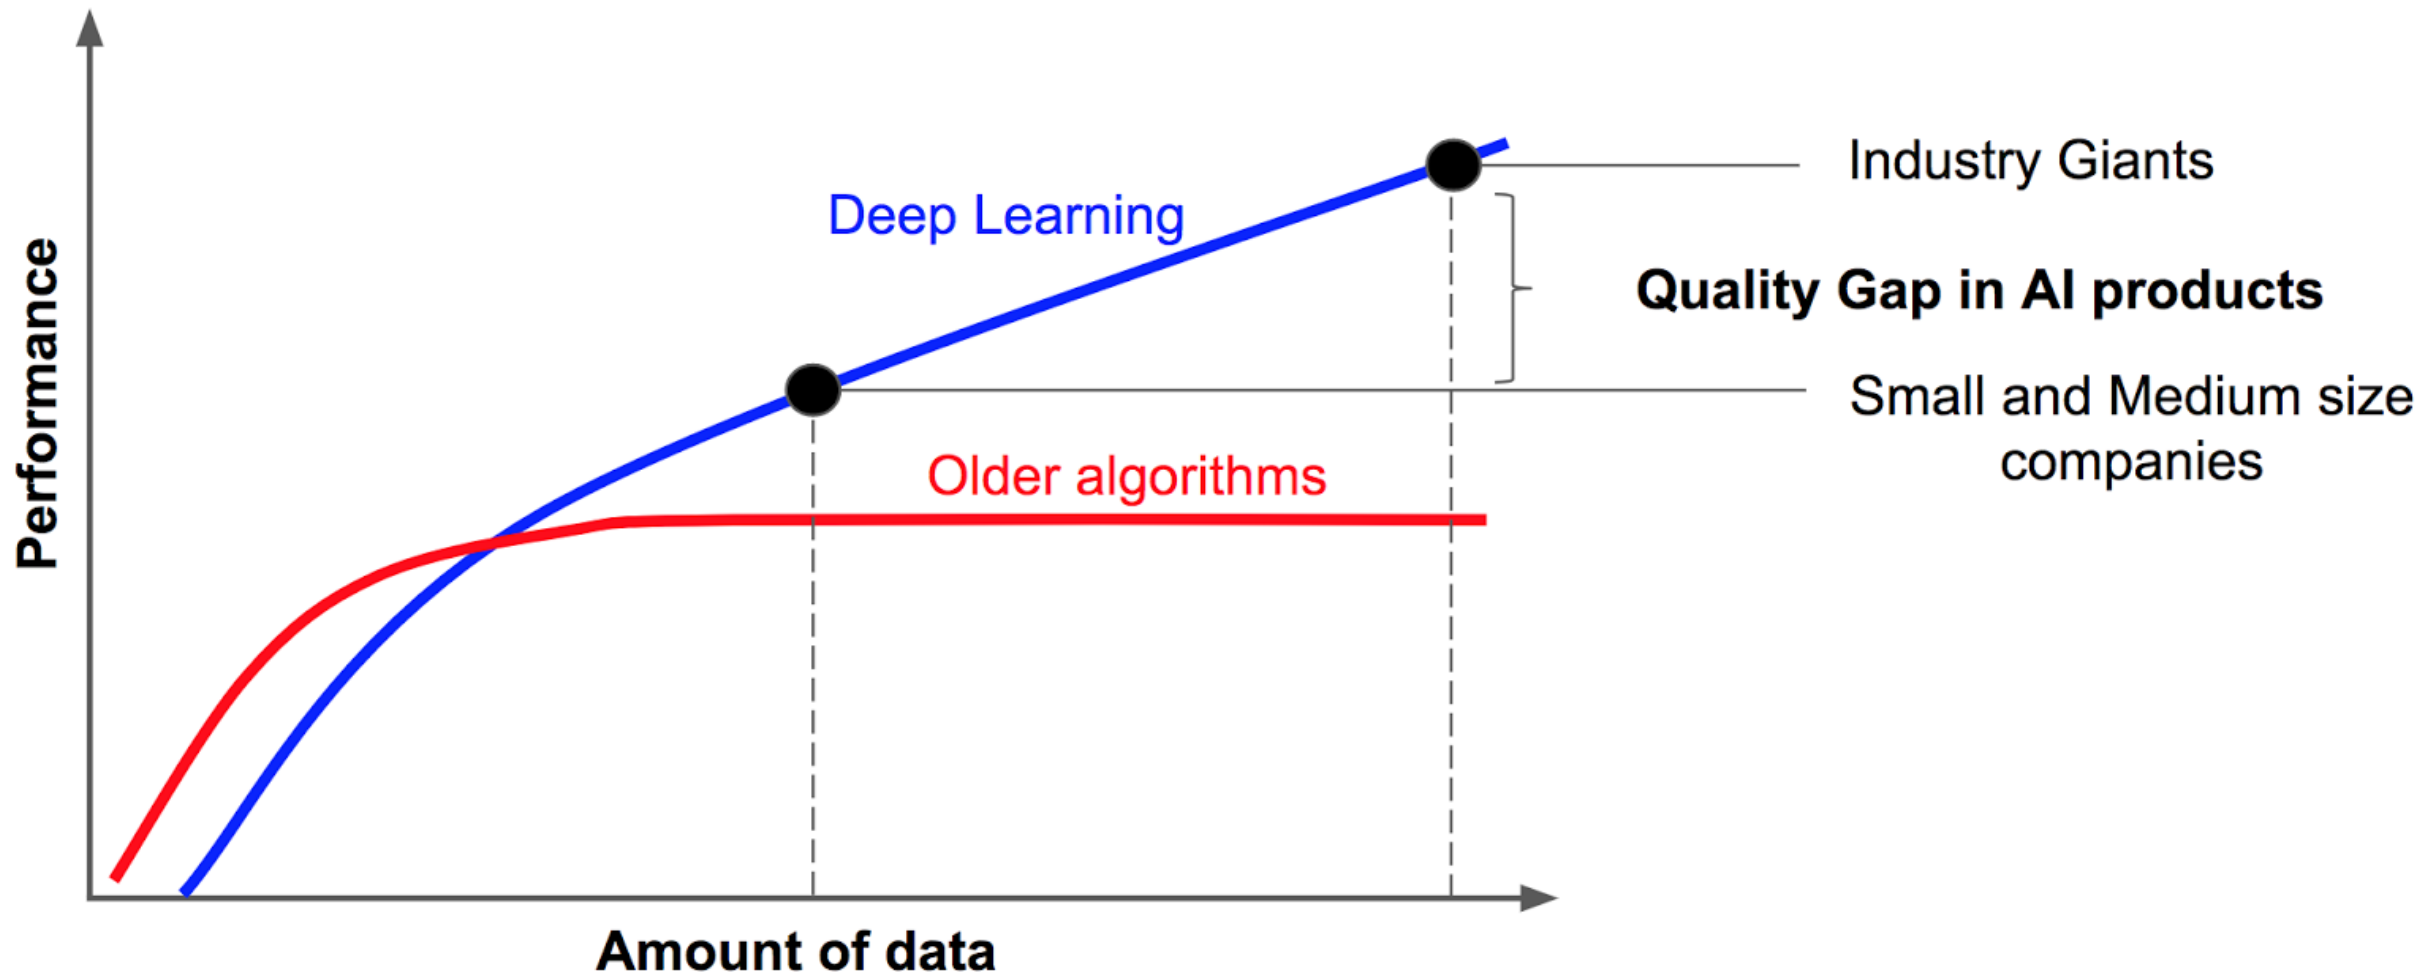 Industry Giants
Deep Learning
Quality Gap in AI products
Performance
Small and Medium size
companies
Older algorithms
Amount of data